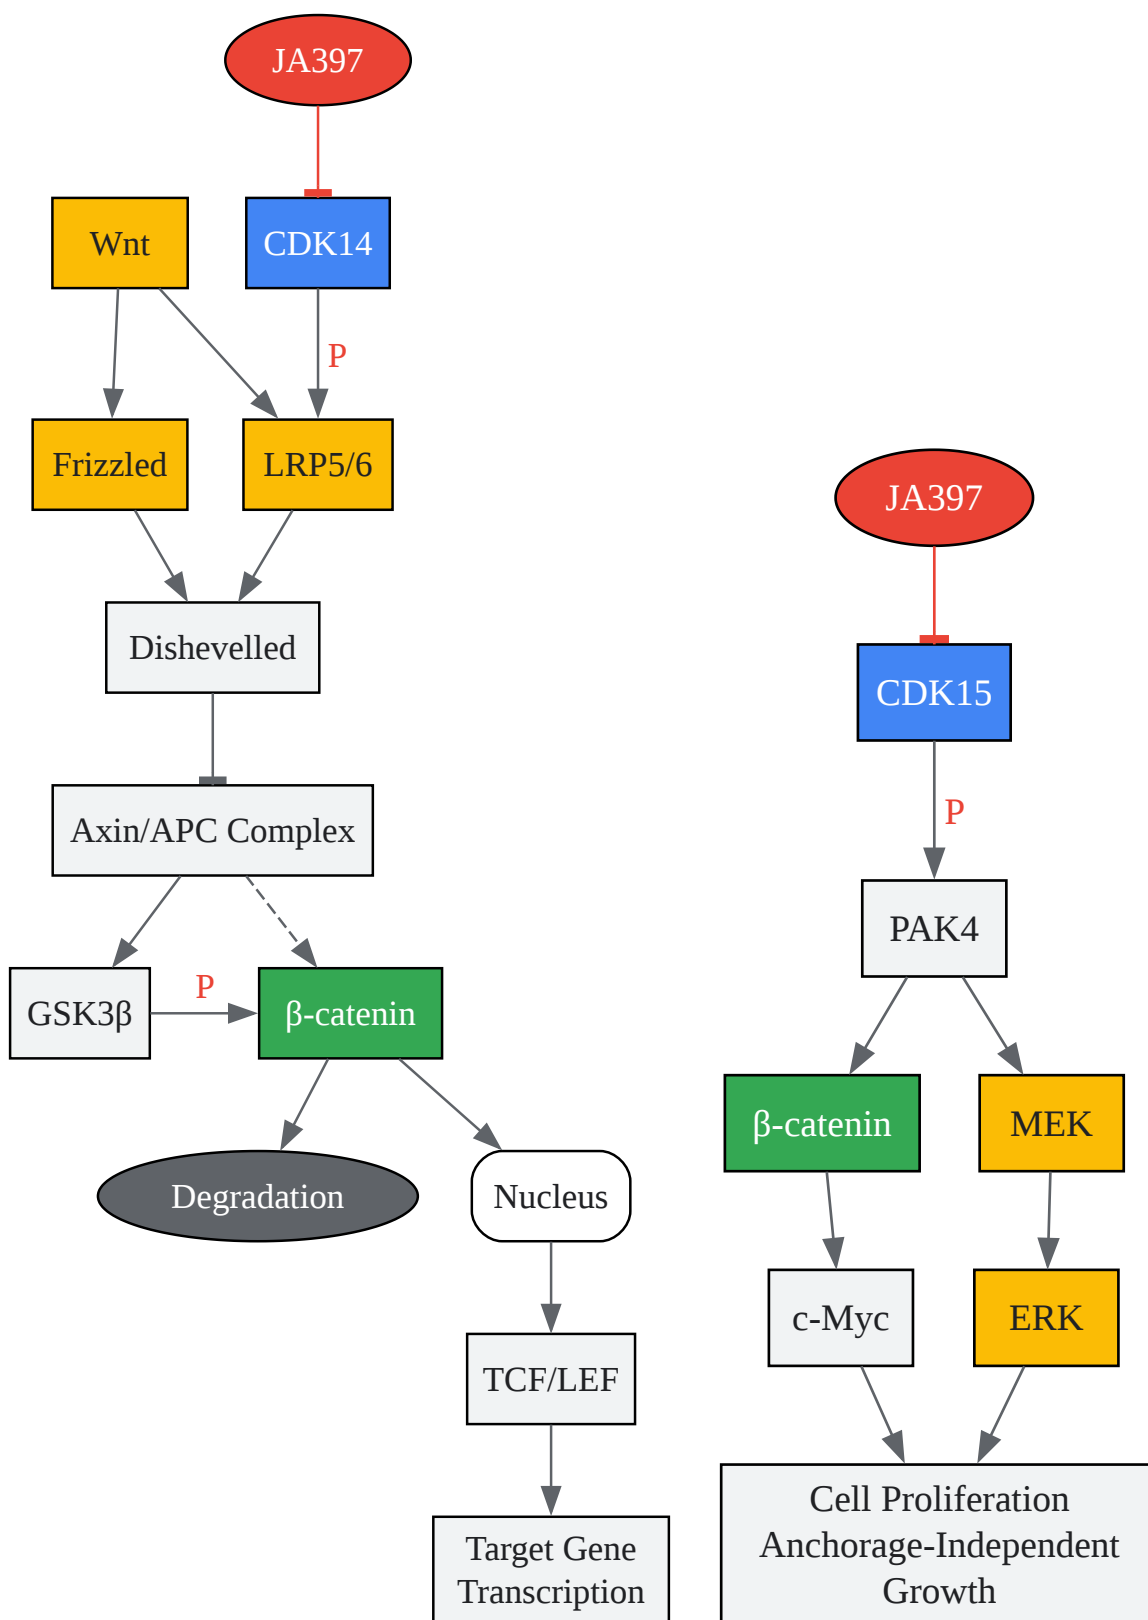 JA397
Wnt
CDK14
P
Frizzled
LRP5/6
Dishevelled
Axin/APC Complex
GSK3β
P
β-catenin
Degradation
Nucleus
TCF/LEF
Target Gene
Transcription
JA397
CDK15
P
PAK4
β-catenin
MEK
c-Myc
ERK
Cell Proliferation
Anchorage-Independent
Growth